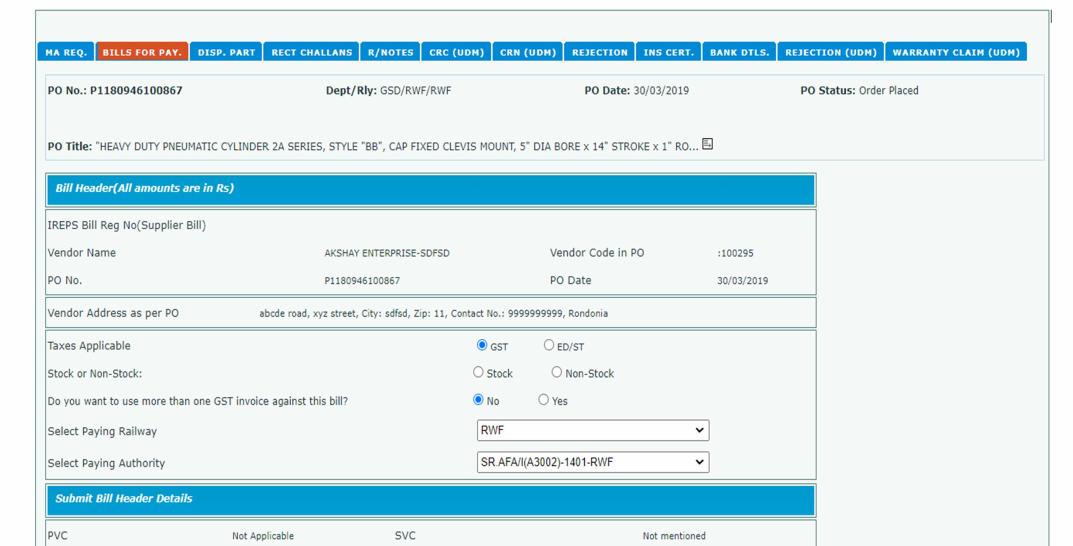 MA REQ. BILLS FOR PAY. DISP. PART RECT CHALLANS R/NOTES CRC (UDM) CRN (UDM) REJECTION INS CERT. BANK DTLS. REJECTION (UDM) WARRANTY CLAIM (UDM)
PO No.: P1180946100867 Dept/Rly: GSD/RWF/RWF PO Date: 30/03/2019 PO Status: Order Placed
PO Title: "HEAVY DUTY PNEUMATIC CYLINDER 2A SERIES, STYLE "BB", CAP FIXED CLEVIS MOUNT, 5" DIA BORE x 14" STROKE x 1" RO...
Bill Header(All amounts are in Rs)
IREPS Bill Reg No(Supplier Bill)
Vendor Name AKSHAY ENTERPRISE-SDFSD Vendor Code in PO :100295
PO No. P1180946100867 PO Date 30/03/2019
Vendor Address as per PO abcde road, xyz street, City: sdfsd, Zip: 11, Contact No.: 9999999999, Rondonia
Taxes Applicable GST ED/ST
Stock or Non-Stock: Stock Non-Stock
Do you want to use more than one GST invoice against this bill? No Yes
Select Paying Railway RWF
Select Paying Authority SR.AFA/I(A3002)-1401-RWF
Submit Bill Header Details
PVC Not Applicable SVC Not mentioned